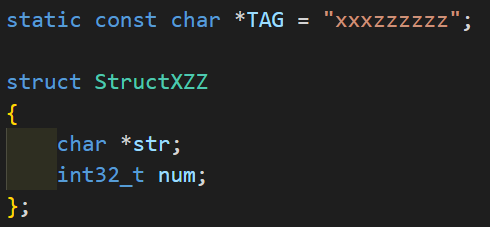 static const char *TAG = "xxxzzzzzz";
struct StructXZZ
{
    char *str;
    int32_t num;
};